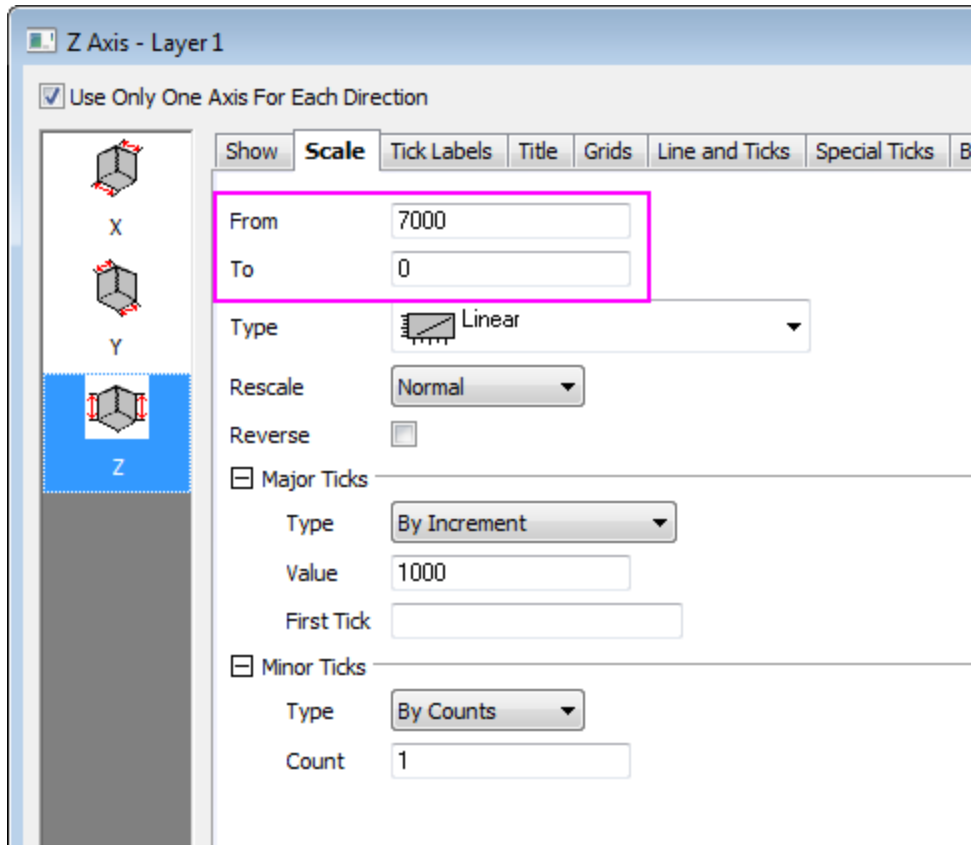 Z Axis - Layer 1
Use Only One Axis For Each Direction
Show Scale Tick Labels Title Grids Line and Ticks Special Ticks B
X
Y
Z
From 7000
To 0
Type Linear
Rescale Normal
Reverse
Major Ticks
Type By Increment
Value 1000
First Tick
Minor Ticks
Type By Counts
Count 1